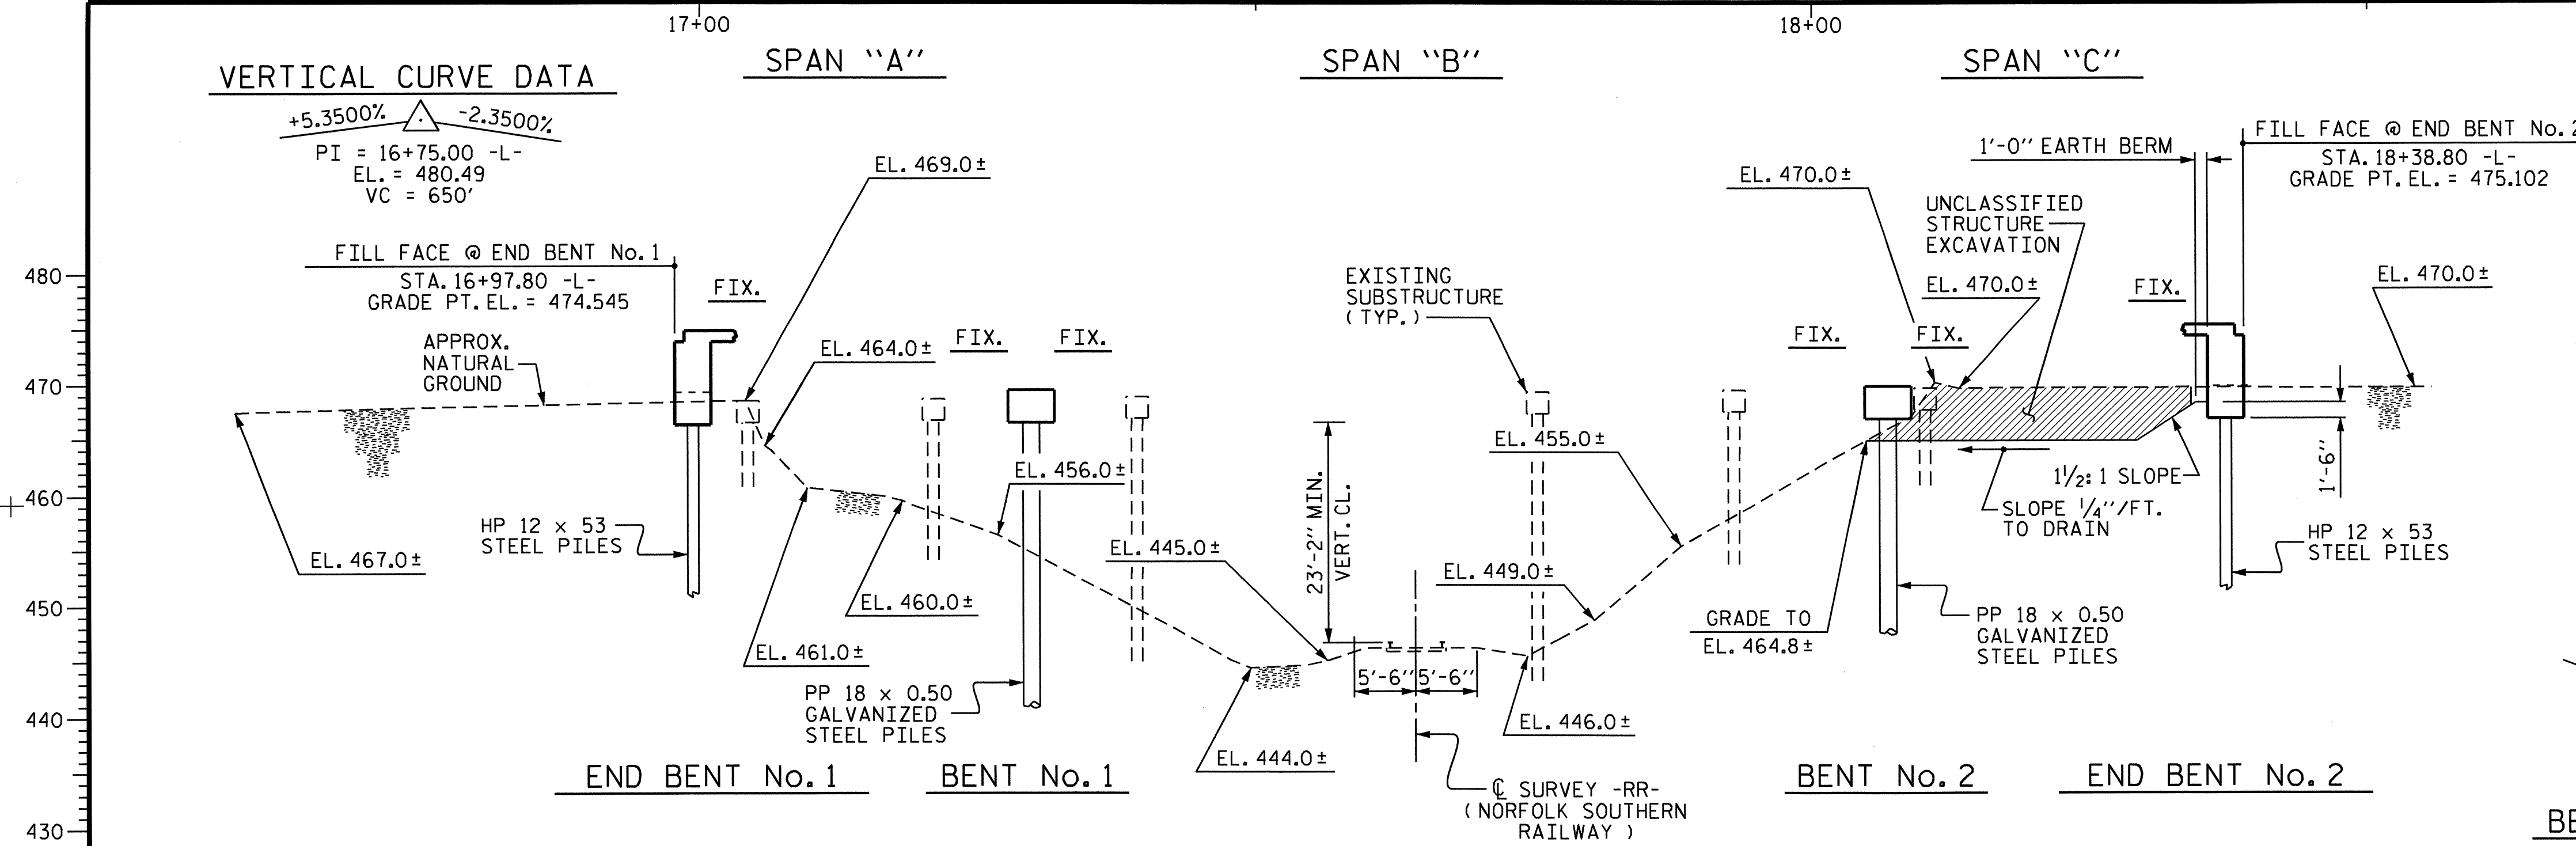 17+00
18+00
SPAN "A"
SPAN "B"
SPAN "C"
VERTICAL CURVE DATA
+5.3500%
-2.3500%
PI = 16+75.00 -L-
EL. = 480.49
VC = 650'
FILL FACE @ END BENT No. 1
STA. 16+97.80 -L-
GRADE PT. EL. = 474.545
FIX.
EL. 469.0±
APPROX.
NATURAL
GROUND
EL. 464.0±
FIX.
FIX.
EXISTING
SUBSTRUCTURE
(TYP.)
EL. 470.0±
1'-0" EARTH BERM
UNCLASSIFIED
STRUCTURE
EXCAVATION
EL. 470.0±
FIX.
FIX.
FIX.
FILL FACE @ END BENT No. 2
STA. 18+38.80 -L-
GRADE PT. EL. = 475.102
EL. 470.0±
480
470
460
450
440
430
EL. 467.0±
HP 12 x 53
STEEL PILES
EL. 461.0±
EL. 460.0±
EL. 456.0±
PP 18 x 0.50
GALVANIZED
STEEL PILES
EL. 445.0±
EL. 444.0±
23'-2" MIN.
VERT. CL.
5'-6"
5'-6"
EL. 455.0±
EL. 449.0±
EL. 446.0±
℄ SURVEY -RR-
(NORFOLK SOUTHERN
RAILWAY)
GRADE TO
EL. 464.8±
1½:1 SLOPE
SLOPE ¼"/FT.
TO DRAIN
1'-6"
PP 18 x 0.50
GALVANIZED
STEEL PILES
HP 12 x 53
STEEL PILES
END BENT No. 1
BENT No. 1
BENT No. 2
END BENT No. 2
BE